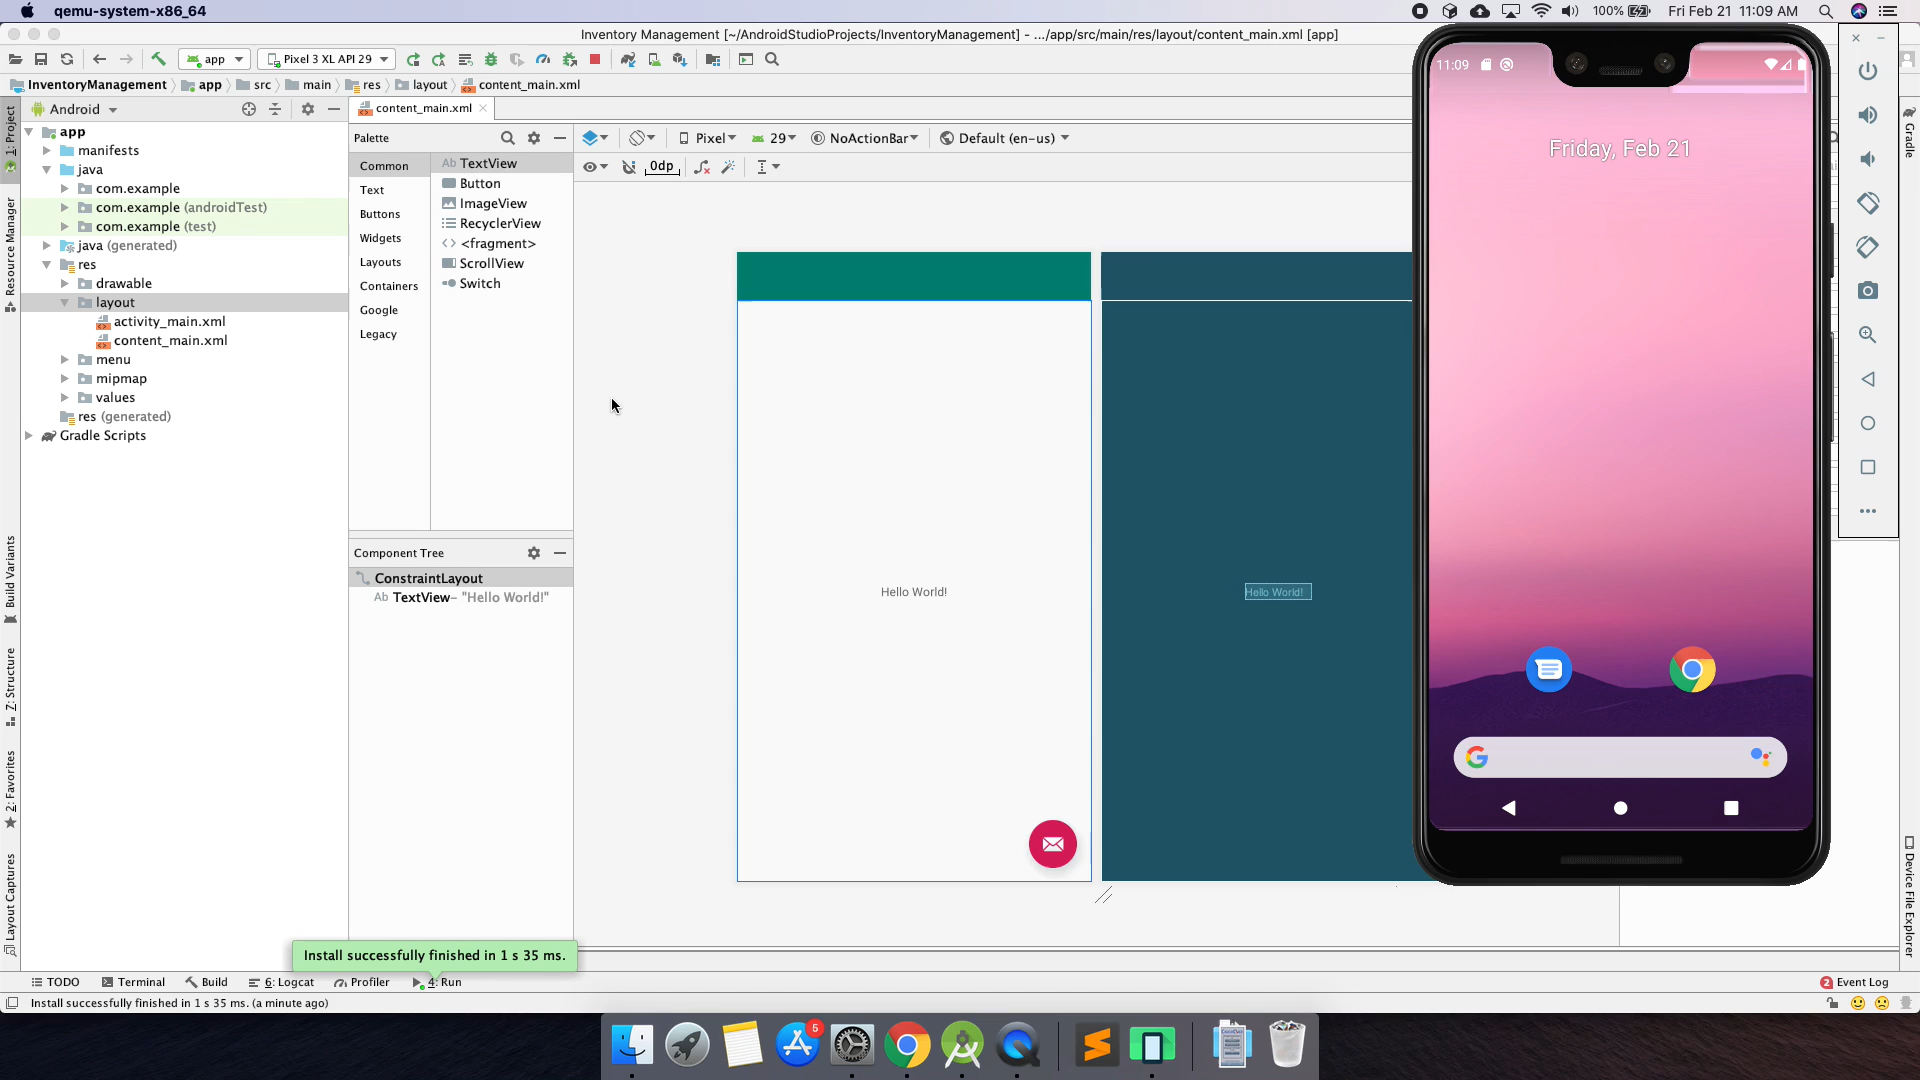 qemu-system-x86_64
100%
Fri Feb 21 11:09 AM
Inventory Management [~/AndroidStudioProjects/InventoryManagement] - .../app/src/main/res/layout/content_main.xml [app]
app
Pixel 3 XL API 29
InventoryManagement
app
src
main
res
layout
content_main.xml
1: Project
Resource Manager
Build Variants
7: Structure
2: Favorites
Layout Captures
Android
app
manifests
java
com.example
com.example (androidTest)
com.example (test)
java (generated)
res
drawable
layout
activity_main.xml
content_main.xml
menu
mipmap
values
res (generated)
Gradle Scripts
content_main.xml
Palette
Common
Text
Buttons
Widgets
Layouts
Containers
Google
Legacy
Ab TextView
Button
ImageView
RecyclerView
<fragment>
ScrollView
Switch
Pixel
29
NoActionBar
Default (en-us)
0dp
Component Tree
ConstraintLayout
Ab TextView- "Hello World!"
Hello World!
Hello World!
11:09
Friday, Feb 21
Gradle
Device File Explorer
Install successfully finished in 1 s 35 ms.
TODO
Terminal
Build
6: Logcat
Profiler
4: Run
2 Event Log
Install successfully finished in 1 s 35 ms. (a minute ago)
5